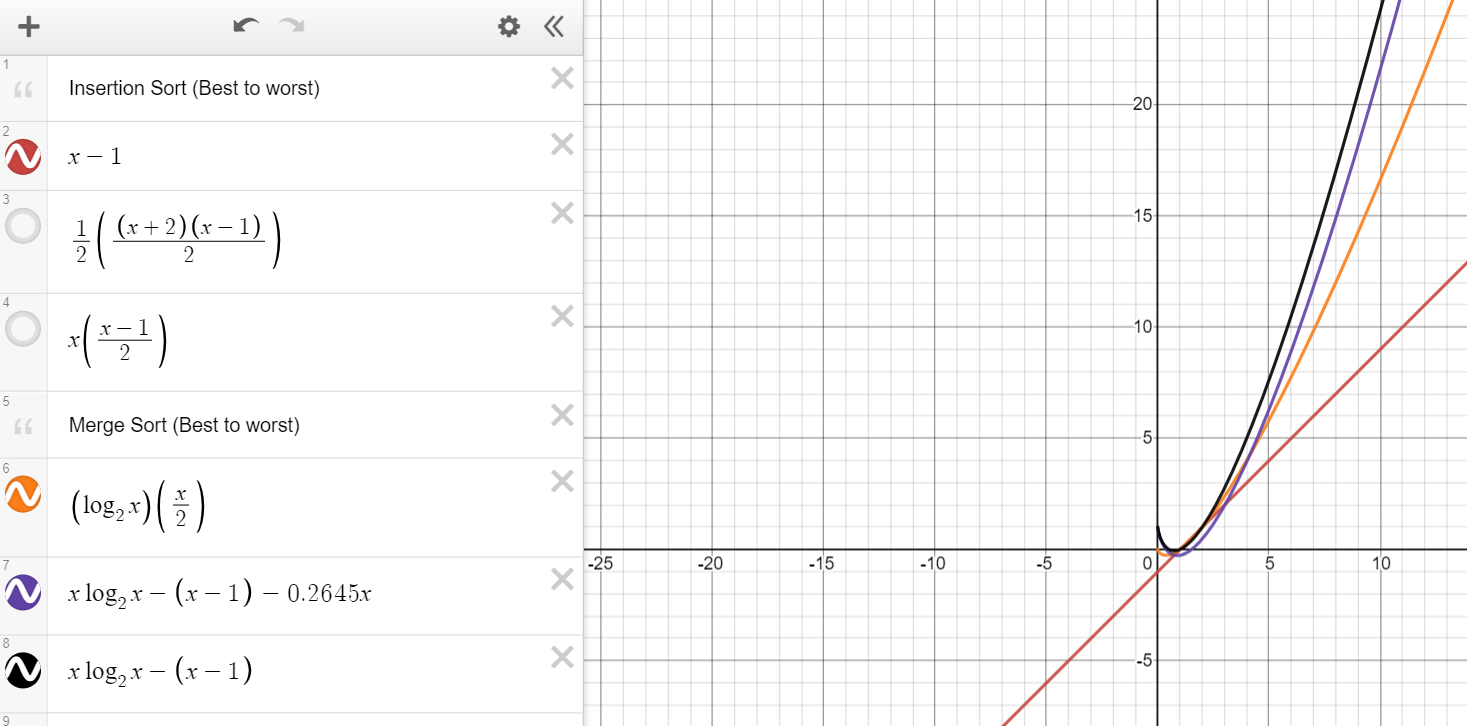 1
Insertion Sort (Best to worst)
2
x − 1
3
1/2 ( (x + 2)(x − 1) / 2 )
4
x( (x − 1) / 2 )
5
Merge Sort (Best to worst)
6
(log₂ x)( x / 2 )
7
x log₂ x − (x − 1) − 0.2645x
8
x log₂ x − (x − 1)
9
20
15
10
5
-25 -20 -15 -10 -5 0 5 10
-5